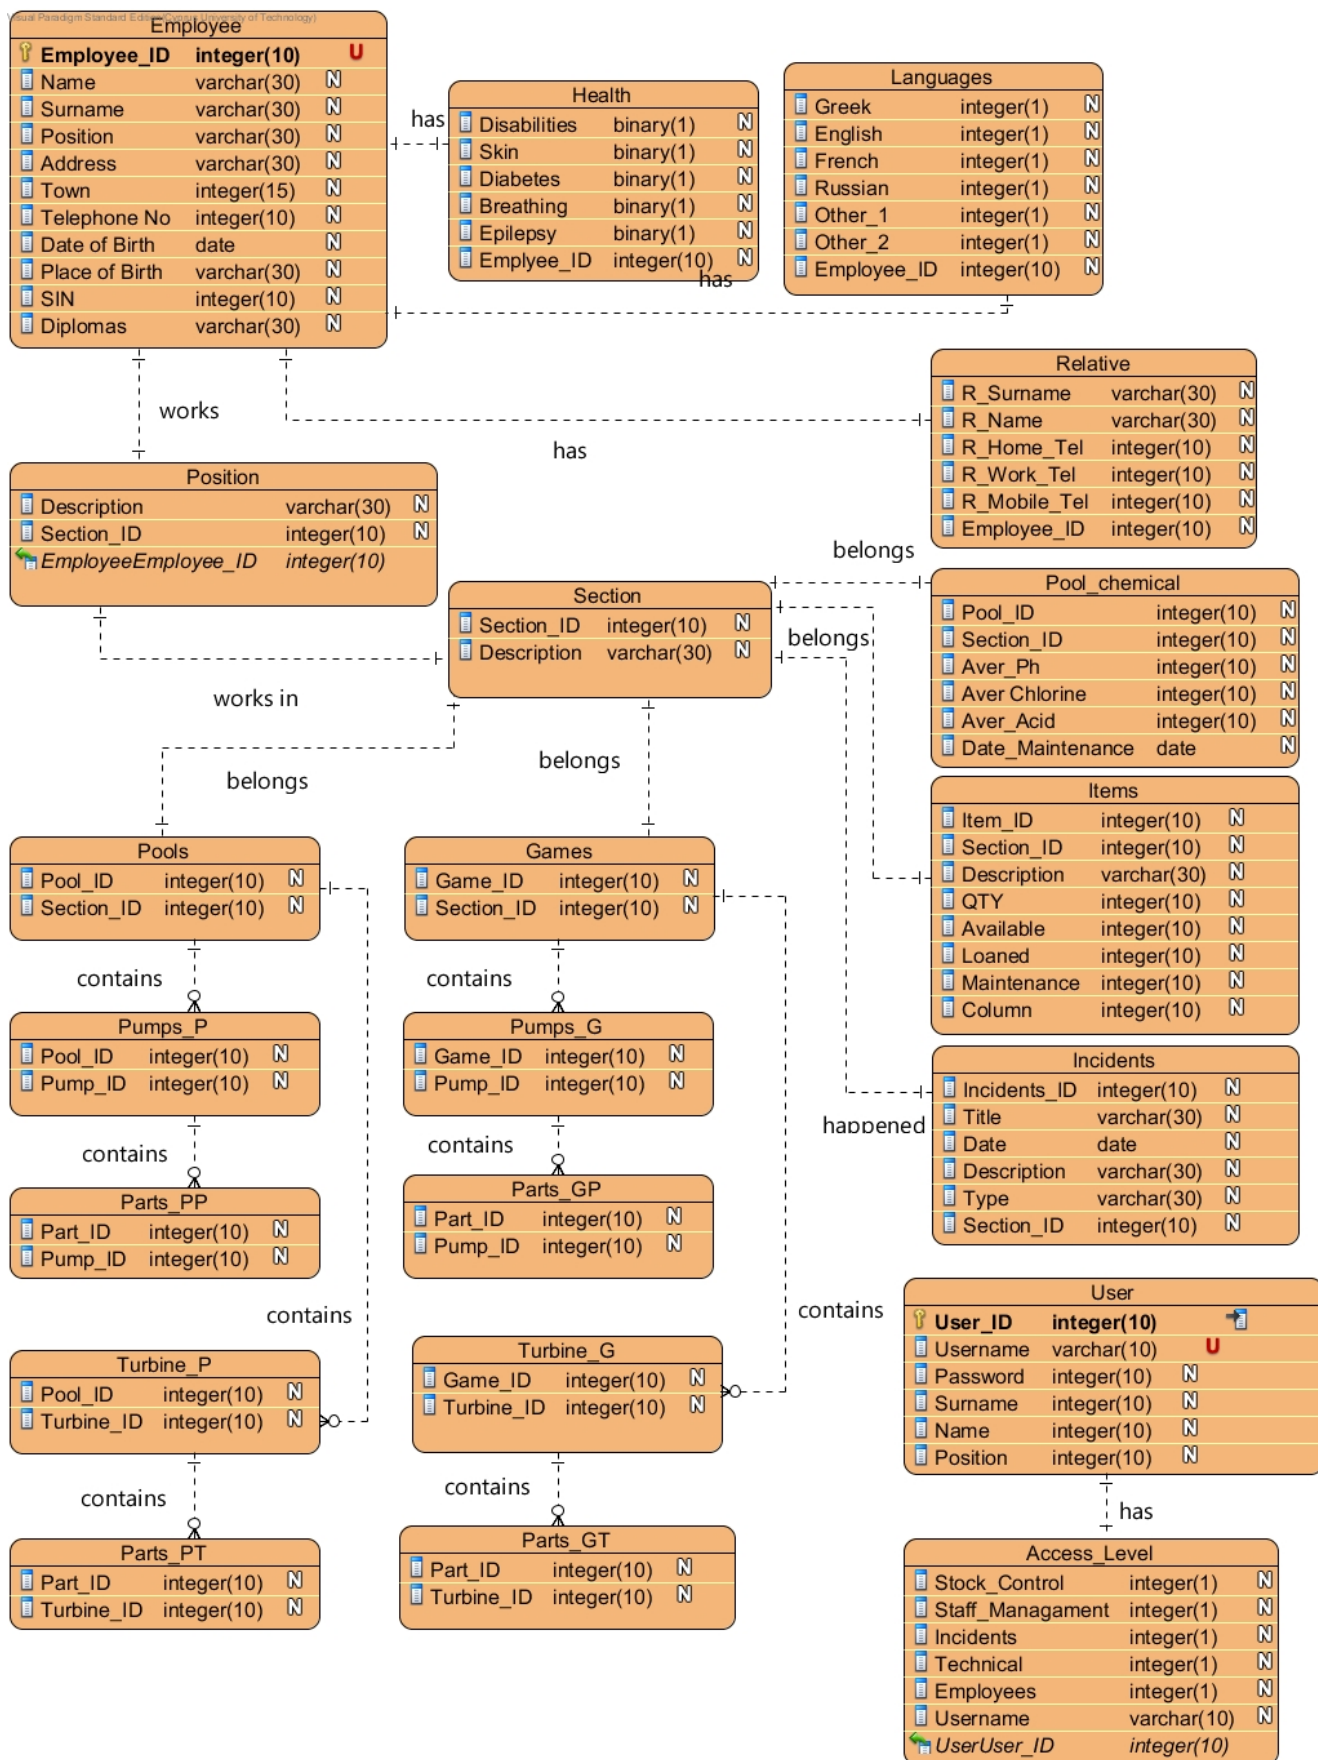 Visual Paradigm Standard Edition(Cyprus University of Technology)
Employee
Employee_ID integer(10) U
Name varchar(30) N
Surname varchar(30) N
Position varchar(30) N
Address varchar(30) N
Town integer(15) N
Telephone No integer(10) N
Date of Birth date N
Place of Birth varchar(30) N
SIN integer(10) N
Diplomas varchar(30) N
has
Health
Disabilities binary(1) N
Skin binary(1) N
Diabetes binary(1) N
Breathing binary(1) N
Epilepsy binary(1) N
Emplyee_ID integer(10) N
has
Languages
Greek integer(1) N
English integer(1) N
French integer(1) N
Russian integer(1) N
Other_1 integer(1) N
Other_2 integer(1) N
Employee_ID integer(10) N
works
has
Relative
R_Surname varchar(30) N
R_Name varchar(30) N
R_Home_Tel integer(10) N
R_Work_Tel integer(10) N
R_Mobile_Tel integer(10) N
Employee_ID integer(10) N
Position
Description varchar(30) N
Section_ID integer(10) N
EmployeeEmployee_ID integer(10)
works in
Section
Section_ID integer(10) N
Description varchar(30) N
belongs
belongs
Pool_chemical
Pool_ID integer(10) N
Section_ID integer(10) N
Aver_Ph integer(10) N
Aver Chlorine integer(10) N
Aver_Acid integer(10) N
Date_Maintenance date N
belongs
belongs
Items
Item_ID integer(10) N
Section_ID integer(10) N
Description varchar(30) N
QTY integer(10) N
Available integer(10) N
Loaned integer(10) N
Maintenance integer(10) N
Column integer(10) N
Pools
Pool_ID integer(10) N
Section_ID integer(10) N
Games
Game_ID integer(10) N
Section_ID integer(10) N
contains
contains
Pumps_P
Pool_ID integer(10) N
Pump_ID integer(10) N
Pumps_G
Game_ID integer(10) N
Pump_ID integer(10) N
happened
Incidents
Incidents_ID integer(10) N
Title varchar(30) N
Date date N
Description varchar(30) N
Type varchar(30) N
Section_ID integer(10) N
contains
contains
Parts_PP
Part_ID integer(10) N
Pump_ID integer(10) N
Parts_GP
Part_ID integer(10) N
Pump_ID integer(10) N
contains
contains
User
User_ID integer(10)
Username varchar(10) U
Password integer(10) N
Surname integer(10) N
Name integer(10) N
Position integer(10) N
Turbine_P
Pool_ID integer(10) N
Turbine_ID integer(10) N
Turbine_G
Game_ID integer(10) N
Turbine_ID integer(10) N
contains
contains
has
Parts_PT
Part_ID integer(10) N
Turbine_ID integer(10) N
Parts_GT
Part_ID integer(10) N
Turbine_ID integer(10) N
Access_Level
Stock_Control integer(1) N
Staff_Managament integer(1) N
Incidents integer(1) N
Technical integer(1) N
Employees integer(1) N
Username varchar(10) N
UserUser_ID integer(10)